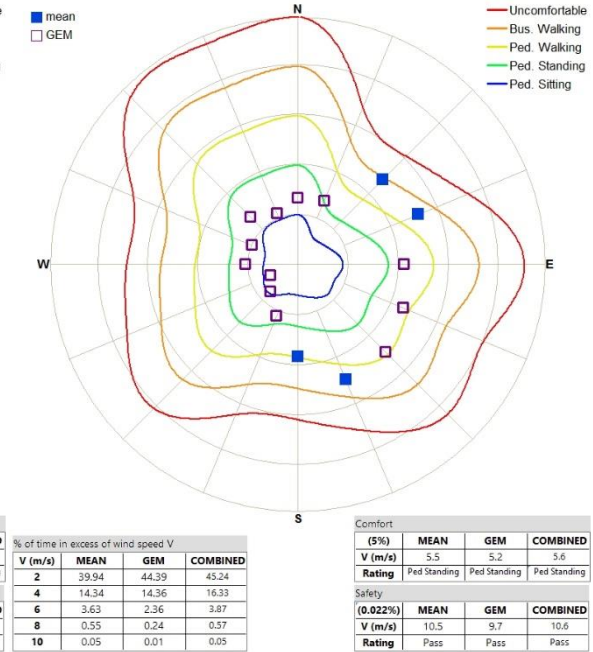 mean
GEM
N
Uncomfortable
Bus. Walking
Ped. Walking
Ped. Standing
Ped. Sitting
W
E
S
% of time in excess of wind speed V
V (m/s) MEAN GEM COMBINED
2 39.94 44.39 45.24
4 14.34 14.36 16.33
6 3.63 2.36 3.87
8 0.55 0.24 0.57
10 0.05 0.01 0.05
Comfort
(5%) MEAN GEM COMBINED
V (m/s) 5.5 5.2 5.6
Rating Ped Standing Ped Standing Ped Standing
Safety
(0.022%) MEAN GEM COMBINED
V (m/s) 10.5 9.7 10.6
Rating Pass Pass Pass